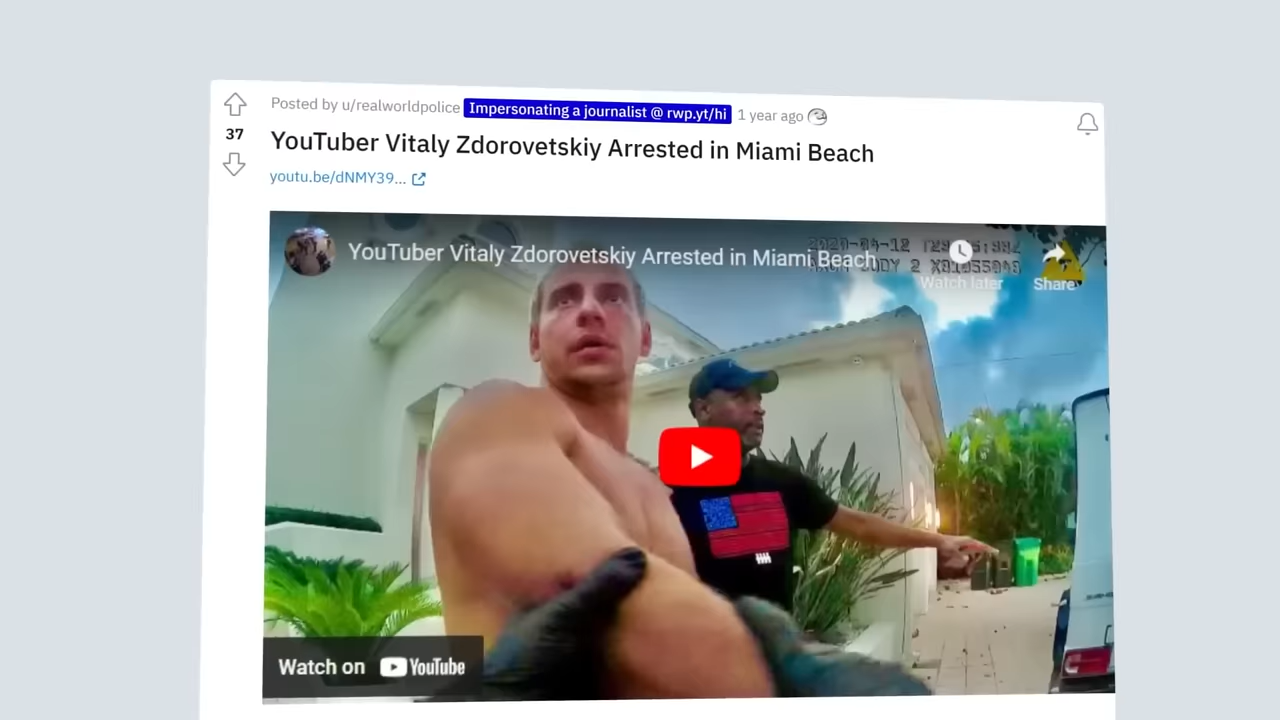 Posted by u/realworldpolice Impersonating a journalist @ rwp.yt/hi 1 year ago
37
YouTuber Vitaly Zdorovetskiy Arrested in Miami Beach
youtu.be/dNMY39...
YouTuber Vitaly Zdorovetskiy Arrested in Miami Beach
Watch later
Share
Watch on YouTube